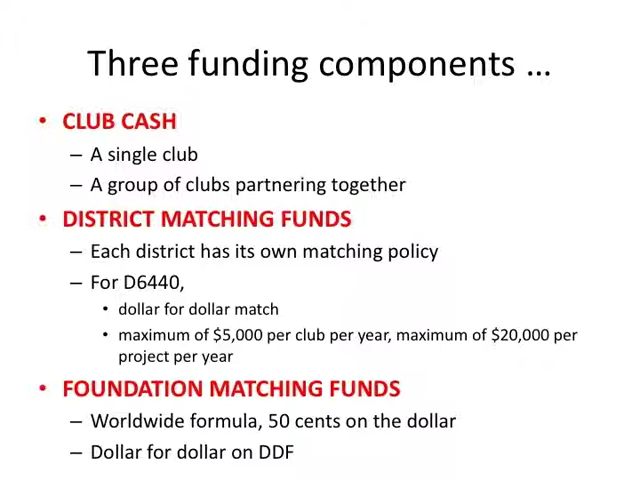 Three funding components …
• CLUB CASH
– A single club
– A group of clubs partnering together
• DISTRICT MATCHING FUNDS
– Each district has its own matching policy
– For D6440,
• dollar for dollar match
• maximum of $5,000 per club per year, maximum of $20,000 per
project per year
• FOUNDATION MATCHING FUNDS
– Worldwide formula, 50 cents on the dollar
– Dollar for dollar on DDF